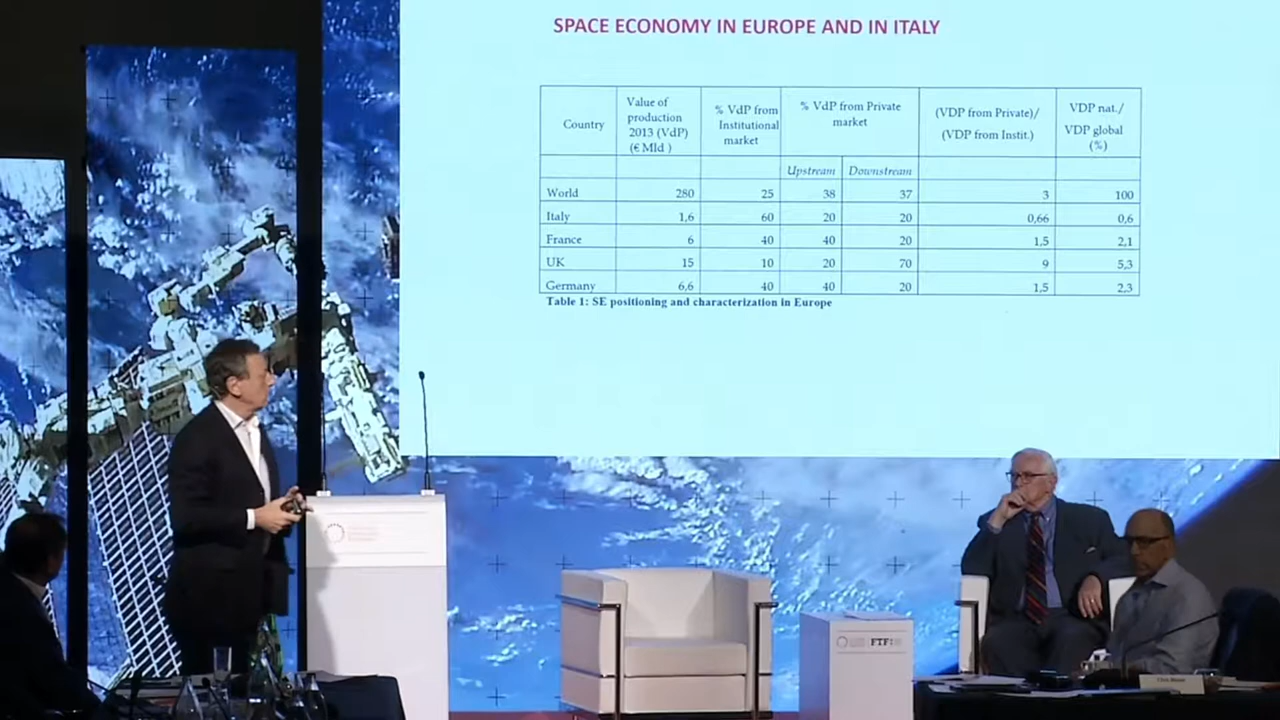 SPACE ECONOMY IN EUROPE AND IN ITALY
Country
Value of
production
2013 (VdP)
(€ Mld )
% VdP from
Institutional
market
% VdP from Private
market
(VDP from Private)/
(VDP from Instit.)
VDP nat./
VDP global
(%)
Upstream Downstream
World 280 25 38 37 3 100
Italy 1,6 60 20 20 0,66 0,6
France 6 40 40 20 1,5 2,1
UK 15 10 20 70 9 5,3
Germany 6,6 40 40 20 1,5 2,3
Table 1: SE positioning and characterization in Europe
FTF